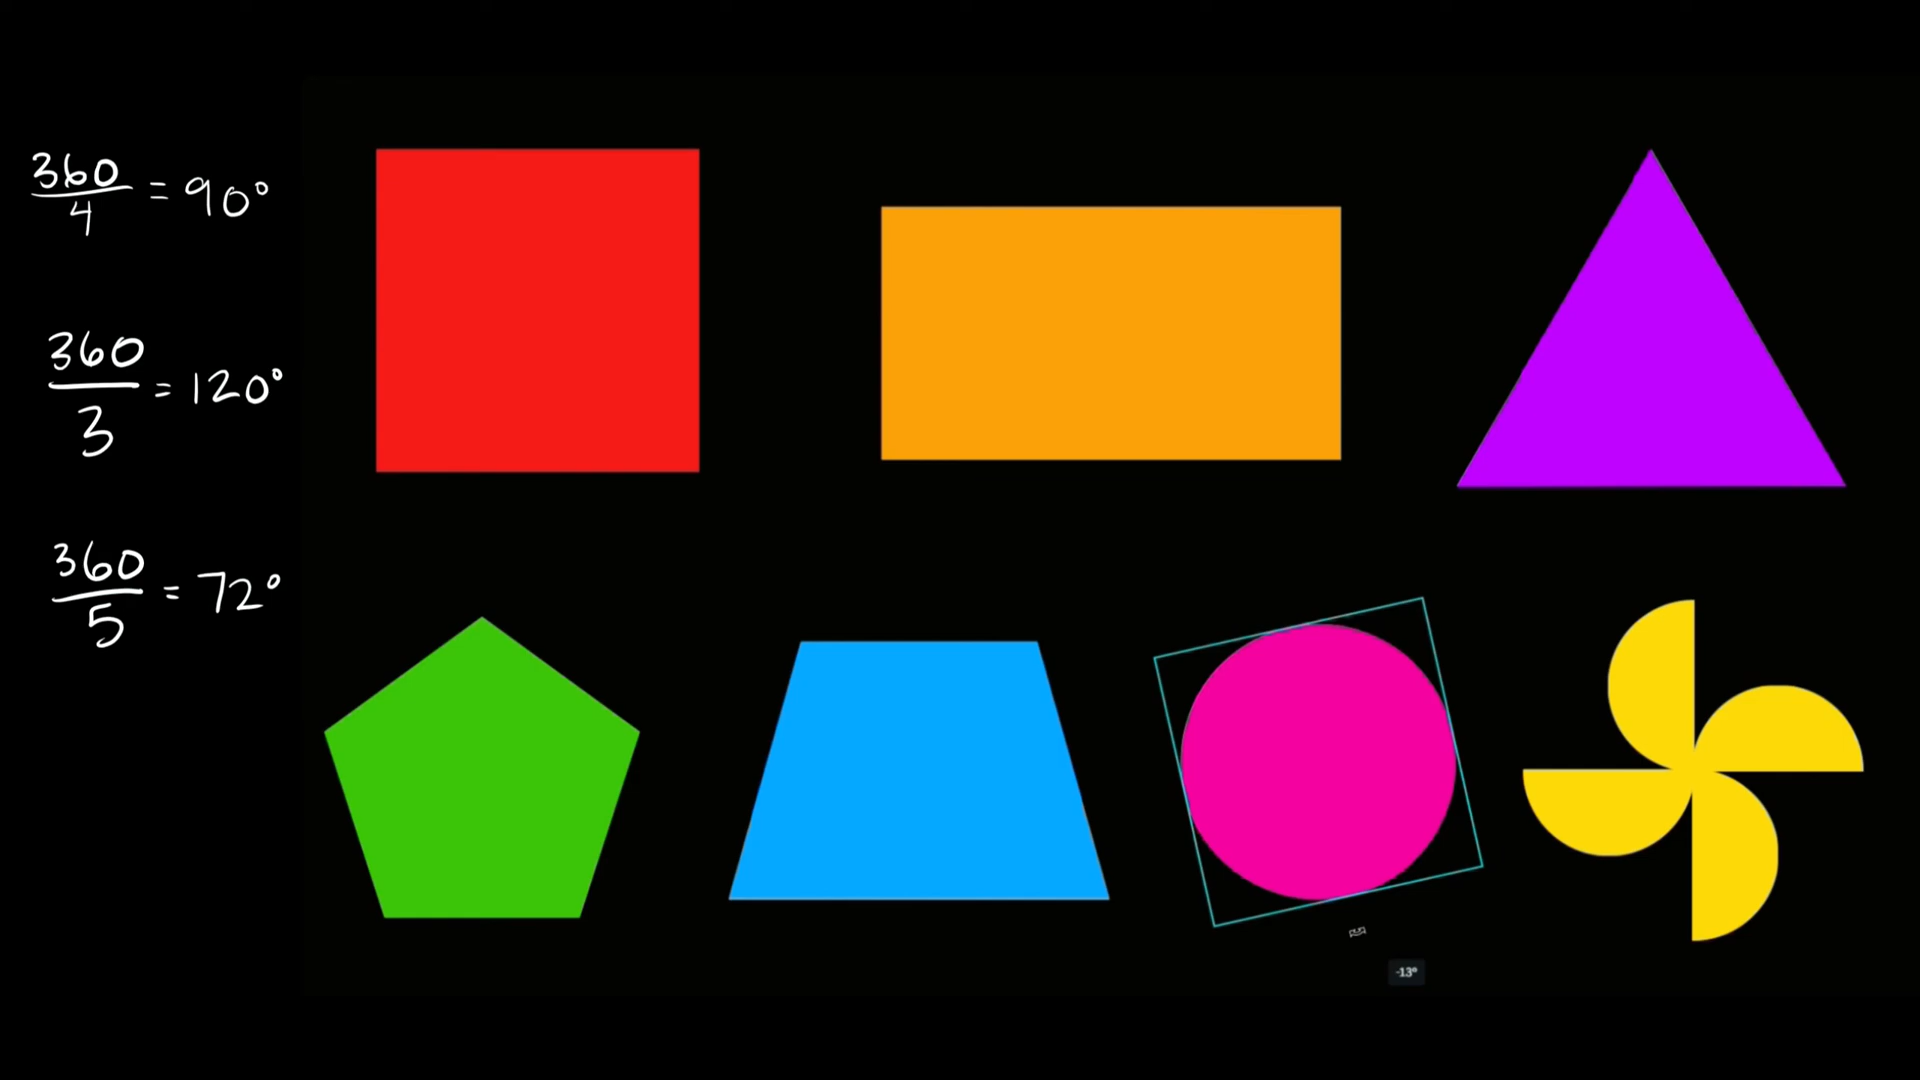 360/4 = 90°
360/3 = 120°
360/5 = 72°
-13°